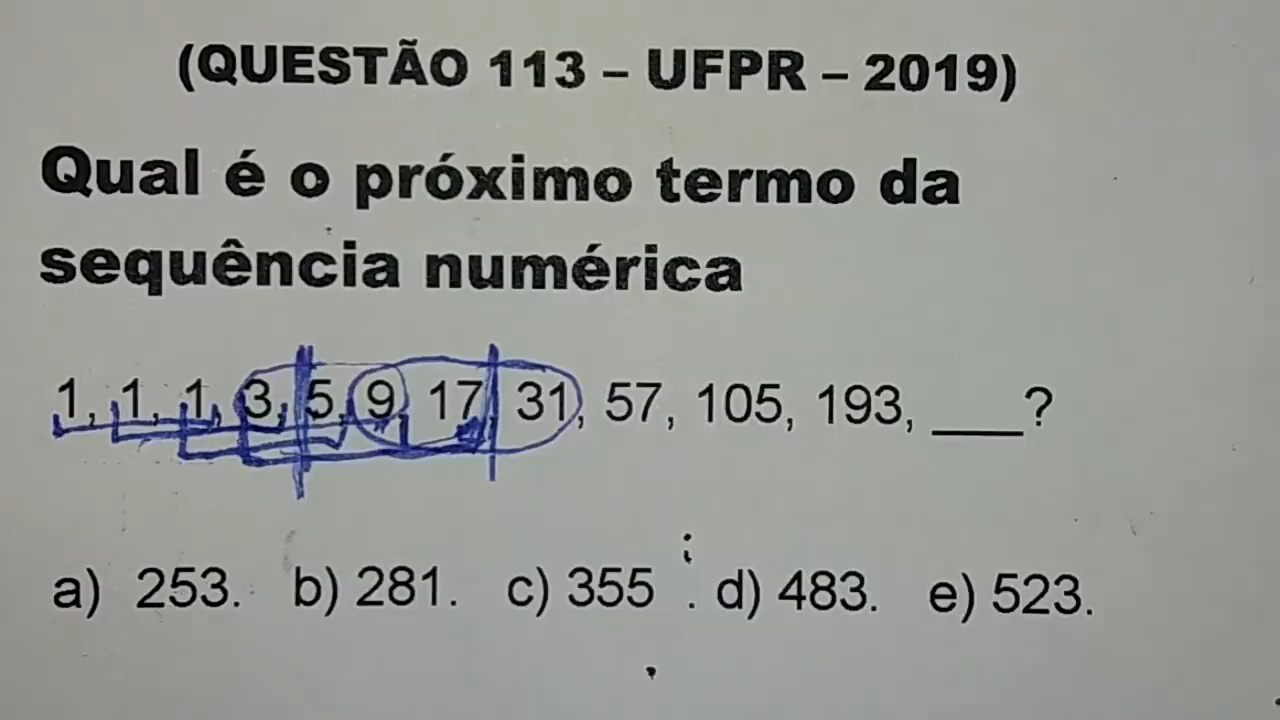 (QUESTÃO 113 – UFPR – 2019)
Qual é o próximo termo da
sequência numérica
1, 1, 1, 3, 5, 9, 17, 31, 57, 105, 193, ___?
a) 253. b) 281. c) 355 . d) 483. e) 523.